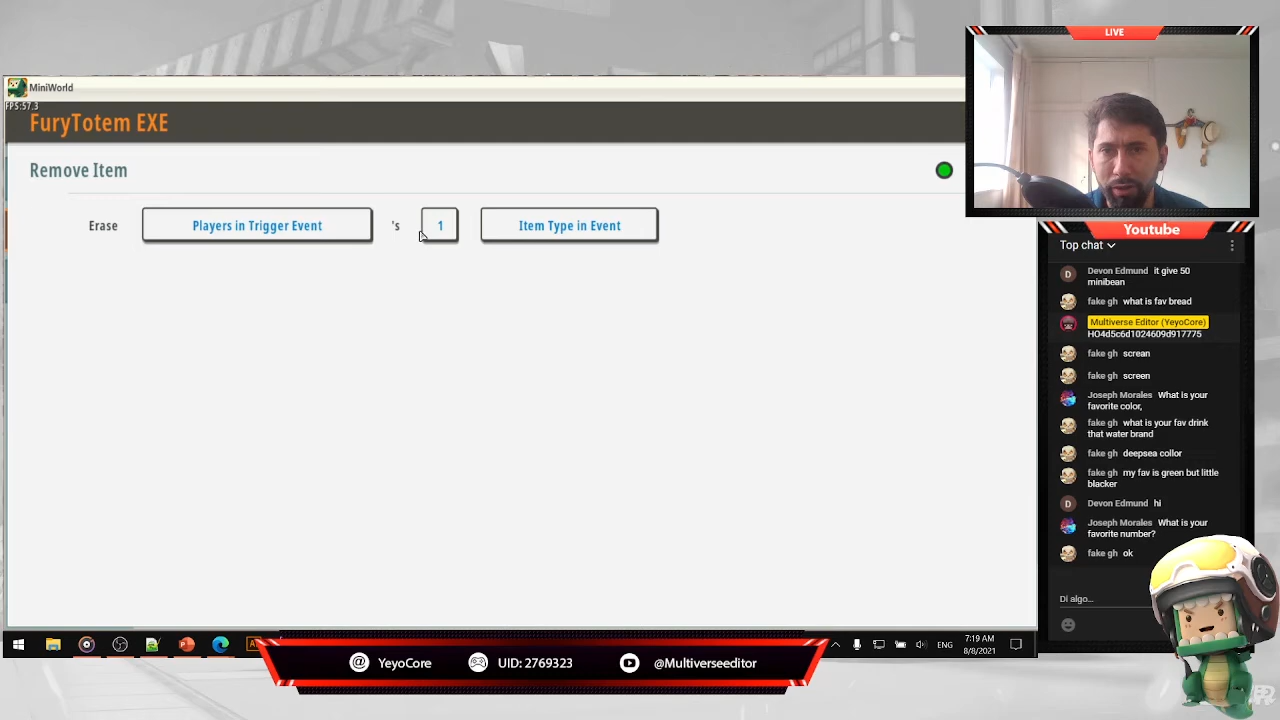 MiniWorld
FPS:57.3
FuryTotem EXE
Remove Item
Erase Players in Trigger Event 's 1 Item Type in Event
LIVE
Youtube
Top chat
D Devon Edmund it give 50
minibean
fake gh what is fav bread
Multiverse Editor (YeyoCore)
HO4d5c6d1024609d917775
fake gh screan
fake gh screen
Joseph Morales What is your
favorite color,
fake gh what is your fav drink
that water brand
fake gh deepsea collor
fake gh my fav is green but little
blacker
D Devon Edmund hi
Joseph Morales What is your
favorite number?
fake gh ok
Di algo...
ENG
7:19 AM
8/8/2021
YeyoCore
UID: 2769323
@Multiverseeditor